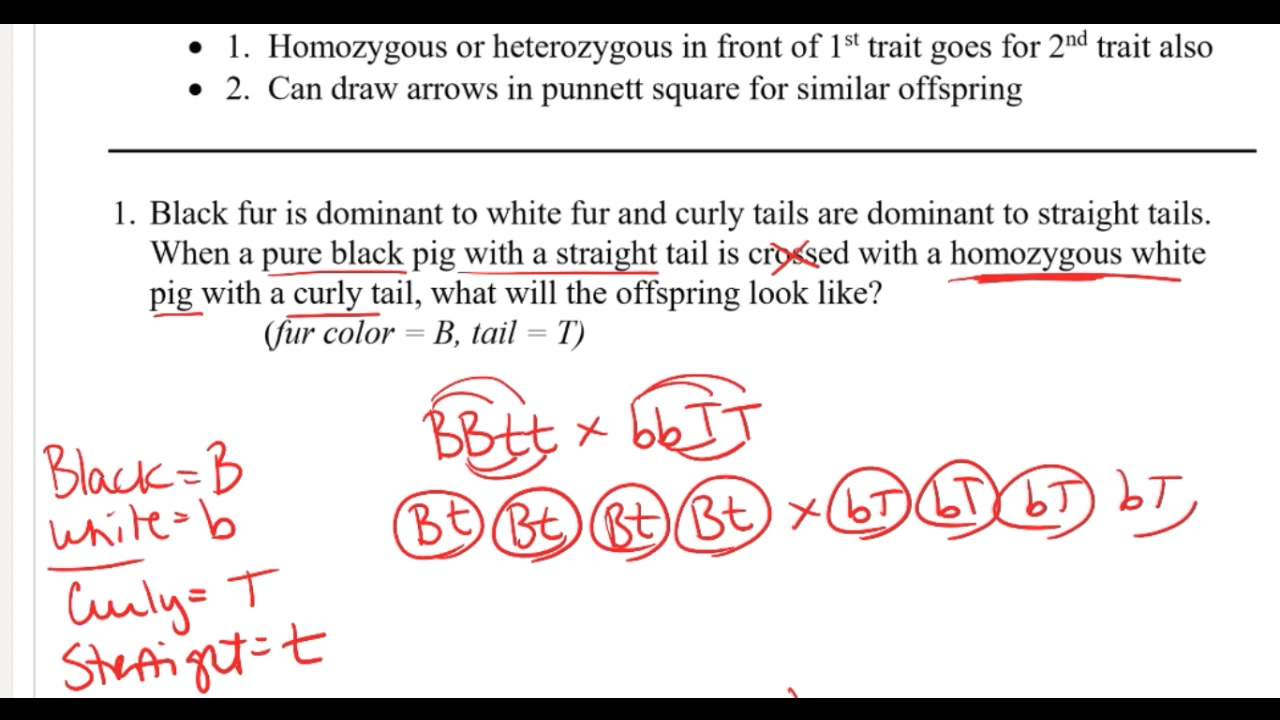 • 1. Homozygous or heterozygous in front of 1st trait goes for 2nd trait also
• 2. Can draw arrows in punnett square for similar offspring
1. Black fur is dominant to white fur and curly tails are dominant to straight tails.
When a pure black pig with a straight tail is crossed with a homozygous white
pig with a curly tail, what will the offspring look like?
(fur color = B, tail = T)
BBtt × bbTT
Bt Bt Bt Bt × bT bT bT bT
Black = B
White = b
Curly = T
Straight = t